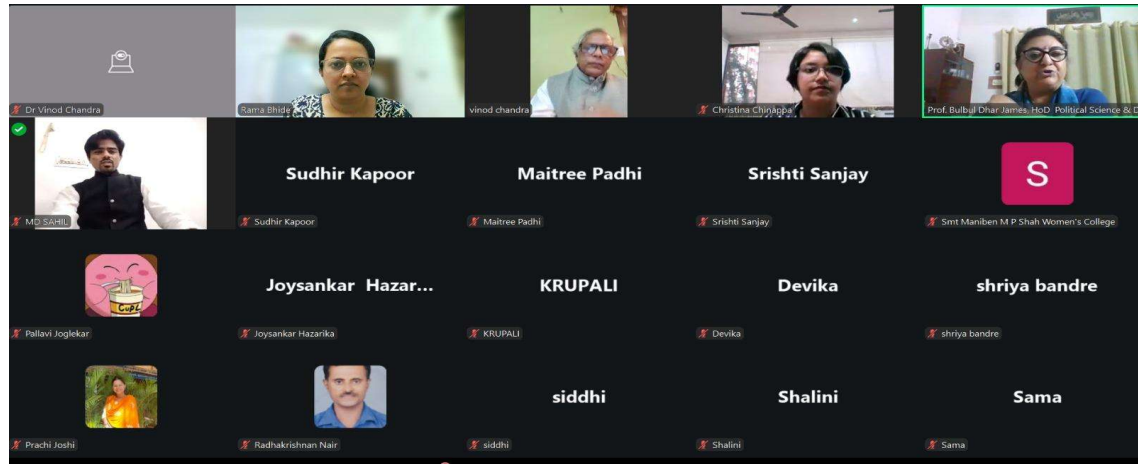 Dr Vinod Chandra
Rama Bhide
vinod chandra
Christina Chinappa
Prof. Bulbul Dhar James, HoD Political Science & D
MD SAHIL
Sudhir Kapoor
Sudhir Kapoor
Maitree Padhi
Maitree Padhi
Srishti Sanjay
Srishti Sanjay
S
Smt Maniben M P Shah Women's College
CUPZ
Pallavi Joglekar
Joysankar Hazar...
Joysankar Hazarika
KRUPALI
KRUPALI
Devika
Devika
shriya bandre
shriya bandre
Prachi Joshi
Radhakrishnan Nair
siddhi
siddhi
Shalini
Shalini
Sama
Sama